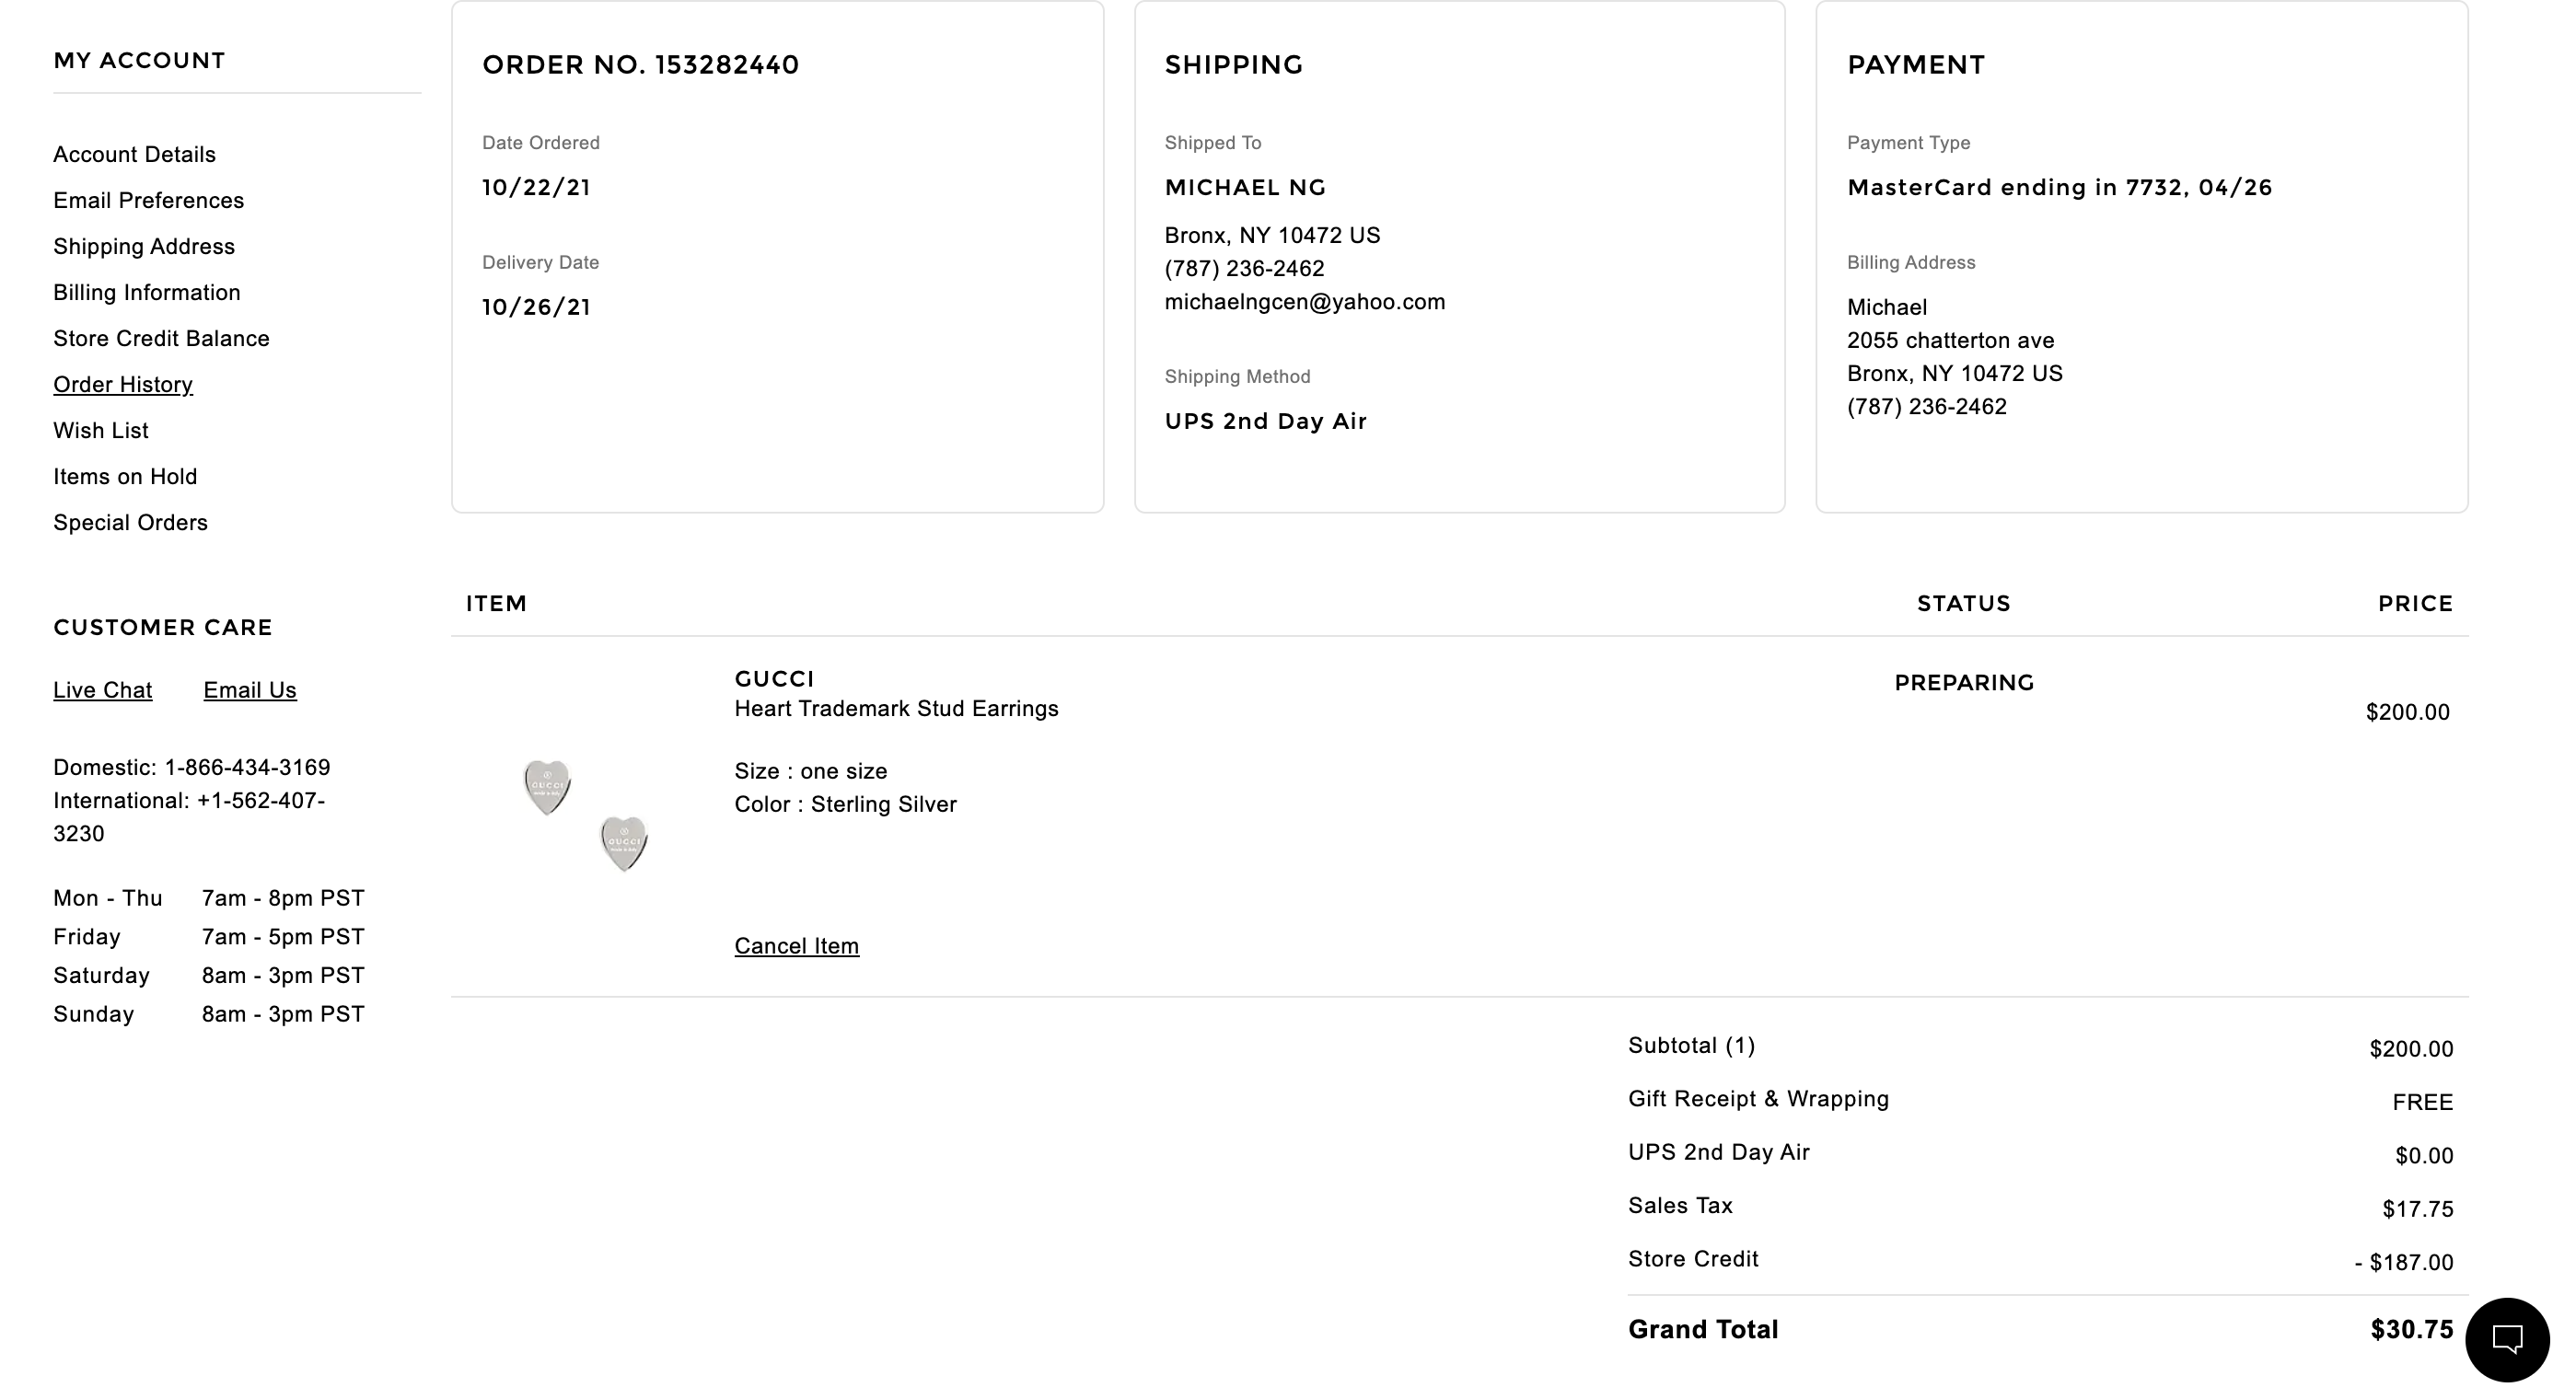 MY ACCOUNT
Account Details
Email Preferences
Shipping Address
Billing Information
Store Credit Balance
Order History
Wish List
Items on Hold
Special Orders
CUSTOMER CARE
Live Chat Email Us
Domestic: 1-866-434-3169
International: +1-562-407-
3230
Mon - Thu 7am - 8pm PST
Friday 7am - 5pm PST
Saturday 8am - 3pm PST
Sunday 8am - 3pm PST
ORDER NO. 153282440
Date Ordered
10/22/21
Delivery Date
10/26/21
SHIPPING
Shipped To
MICHAEL NG
Bronx, NY 10472 US
(787) 236-2462
michaelngcen@yahoo.com
Shipping Method
UPS 2nd Day Air
PAYMENT
Payment Type
MasterCard ending in 7732, 04/26
Billing Address
Michael
2055 chatterton ave
Bronx, NY 10472 US
(787) 236-2462
ITEM STATUS PRICE
GUCCI
GUCCI
GUCCI
Heart Trademark Stud Earrings
Size : one size
Color : Sterling Silver
Cancel Item
PREPARING
$200.00
Subtotal (1) $200.00
Gift Receipt & Wrapping FREE
UPS 2nd Day Air $0.00
Sales Tax $17.75
Store Credit - $187.00
Grand Total $30.75